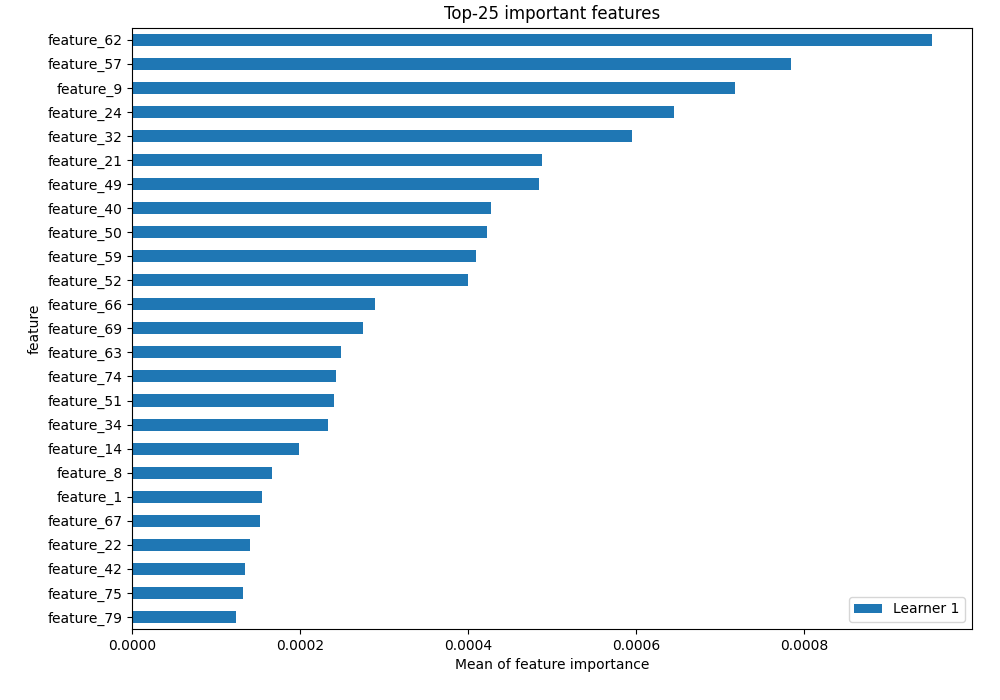 Top-25 important features
feature_62
feature_57
feature_9
feature_24
feature_32
feature_21
feature_49
feature_40
feature_50
feature_59
feature_52
feature_66
feature_69
feature_63
feature_74
feature_51
feature_34
feature_14
feature_8
feature_1
feature_67
feature_22
feature_42
feature_75
feature_79
feature
Learner 1
0.0000 0.0002 0.0004 0.0006 0.0008
Mean of feature importance